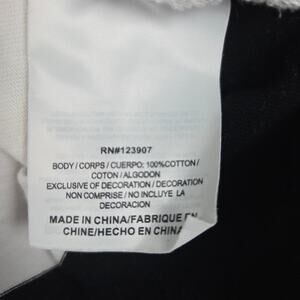 RN#123907
BODY / CORPS / CUERPO: 100%COTTON /
COTON / ALGODON
EXCLUSIVE OF DECORATION / DECORATION
NON COMPRISE / NO INCLUYE LA
DECORACION
MADE IN CHINA/FABRIQUE EN
CHINE/HECHO EN CHINA